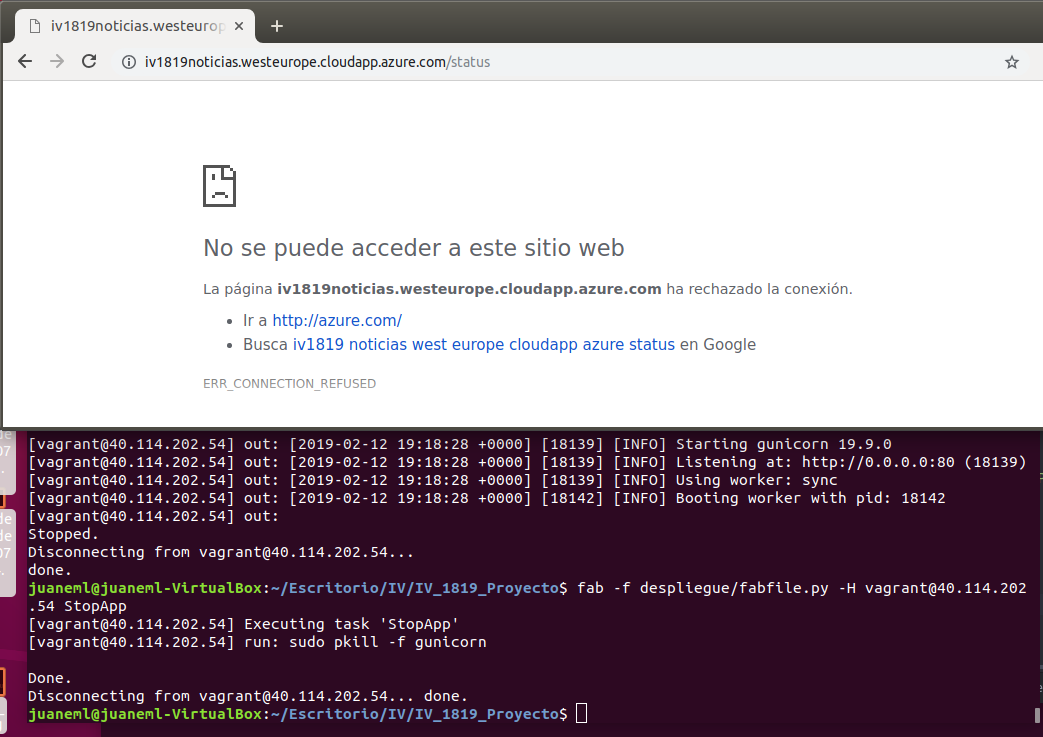 iv1819noticias.westeurop
iv1819noticias.westeurope.cloudapp.azure.com/status
No se puede acceder a este sitio web
La página iv1819noticias.westeurope.cloudapp.azure.com ha rechazado la conexión.
• Ir a http://azure.com/
• Busca iv1819 noticias west europe cloudapp azure status en Google
ERR_CONNECTION_REFUSED
[vagrant@40.114.202.54] out: [2019-02-12 19:18:28 +0000] [18139] [INFO] Starting gunicorn 19.9.0
[vagrant@40.114.202.54] out: [2019-02-12 19:18:28 +0000] [18139] [INFO] Listening at: http://0.0.0.0:80 (18139)
[vagrant@40.114.202.54] out: [2019-02-12 19:18:28 +0000] [18139] [INFO] Using worker: sync
[vagrant@40.114.202.54] out: [2019-02-12 19:18:28 +0000] [18142] [INFO] Booting worker with pid: 18142
[vagrant@40.114.202.54] out:
Stopped.
Disconnecting from vagrant@40.114.202.54...
done.
juaneml@juaneml-VirtualBox:~/Escritorio/IV/IV_1819_Proyecto$ fab -f despliegue/fabfile.py -H vagrant@40.114.202
.54 StopApp
[vagrant@40.114.202.54] Executing task 'StopApp'
[vagrant@40.114.202.54] run: sudo pkill -f gunicorn
Done.
Disconnecting from vagrant@40.114.202.54... done.
juaneml@juaneml-VirtualBox:~/Escritorio/IV/IV_1819_Proyecto$